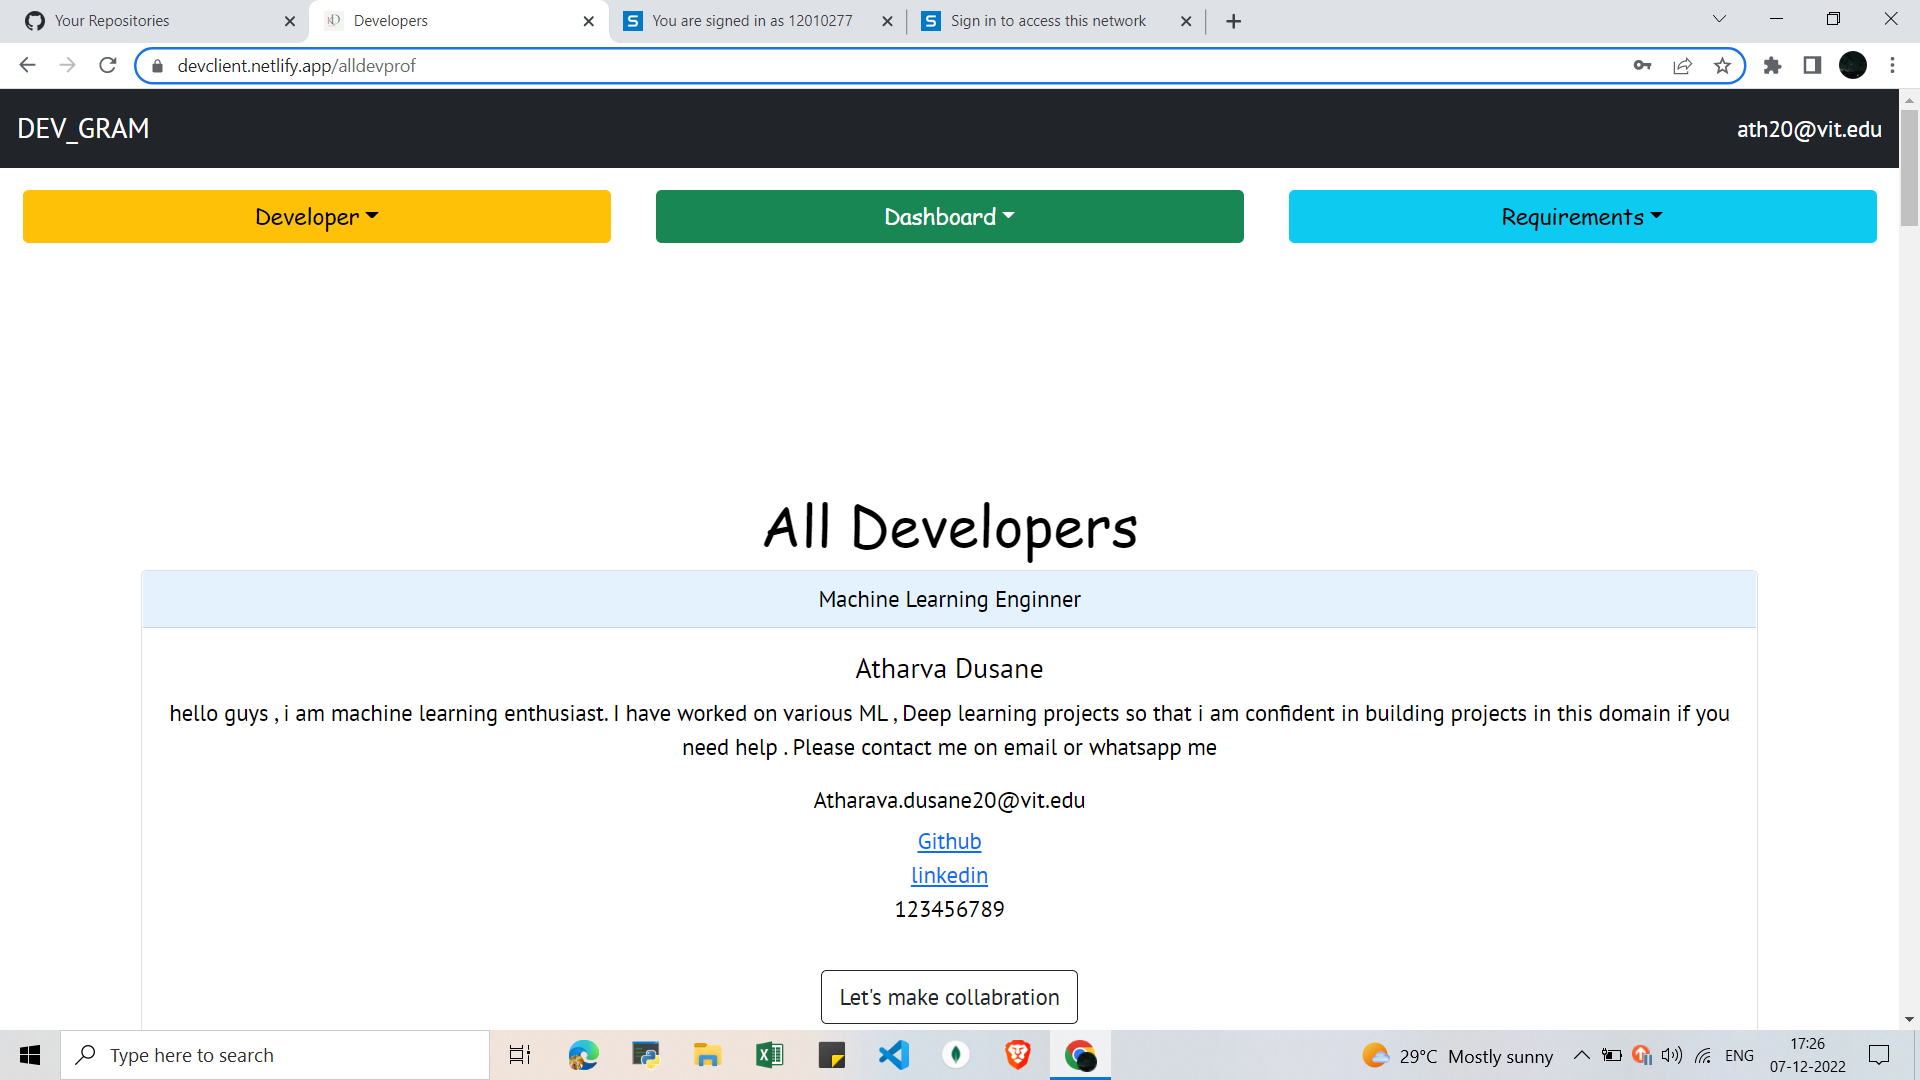 Your Repositories
Developers
You are signed in as 12010277
Sign in to access this network
devclient.netlify.app/alldevprof
DEV_GRAM
ath20@vit.edu
Developer
Dashboard
Requirements
All Developers
Machine Learning Enginner
Atharva Dusane
hello guys , i am machine learning enthusiast. I have worked on various ML , Deep learning projects so that i am confident in building projects in this domain if you
need help . Please contact me on email or whatsapp me
Atharava.dusane20@vit.edu
Github
linkedin
123456789
Let's make collabration
Type here to search
29°C Mostly sunny
ENG
17:26
07-12-2022